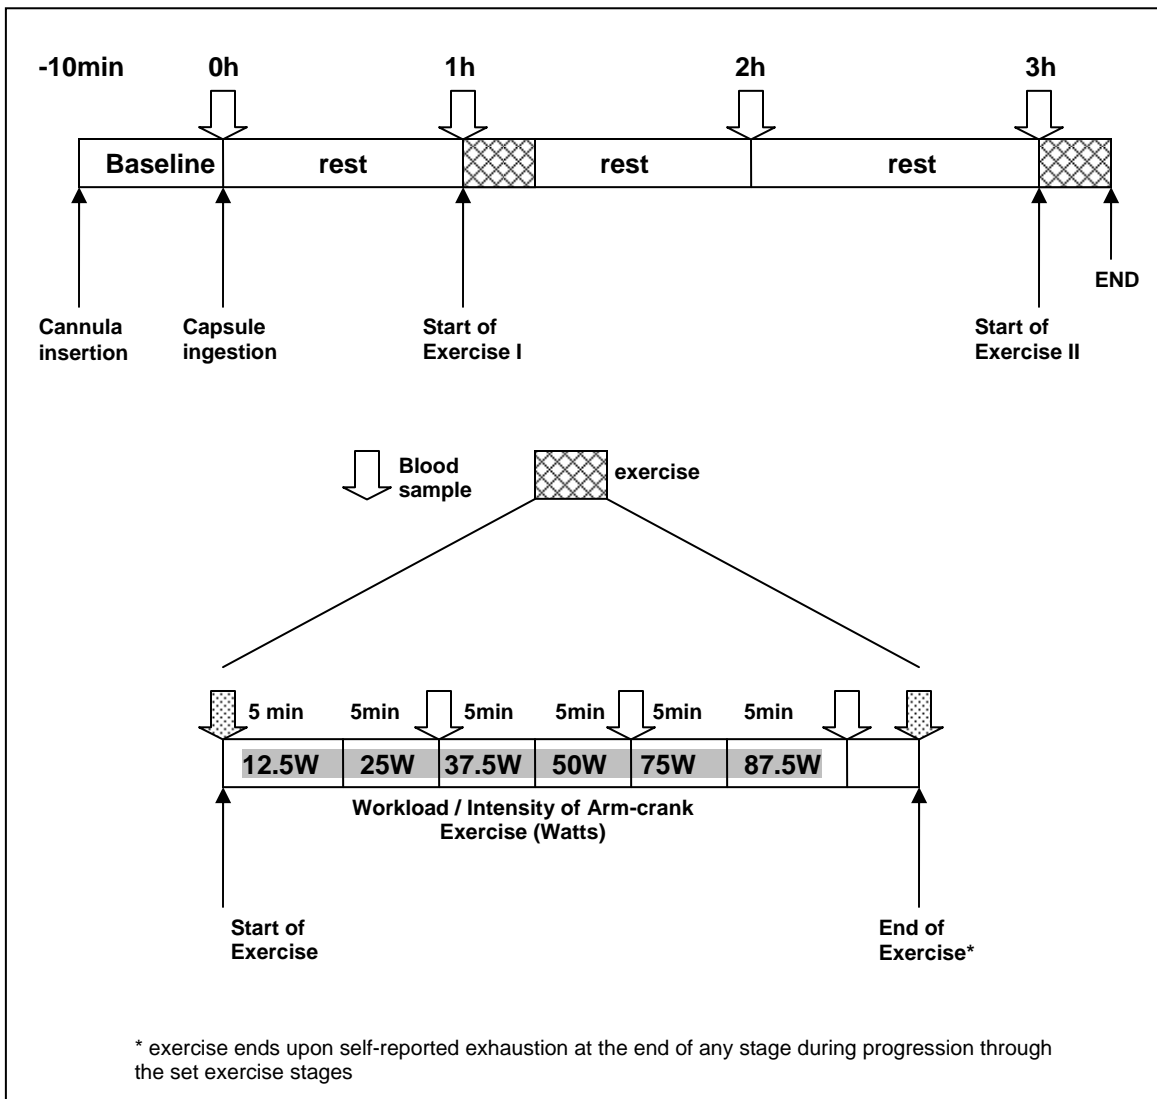 -10min 0h 1h 2h 3h
Baseline rest rest rest
END
Cannula insertion
Capsule ingestion
Start of Exercise I
Start of Exercise II
Blood sample
exercise
5 min 5min 5min 5min 5min 5min
12.5W 25W 37.5W 50W 75W 87.5W
Workload / Intensity of Arm-crank
Exercise (Watts)
Start of Exercise
End of Exercise*
* exercise ends upon self-reported exhaustion at the end of any stage during progression through
the set exercise stages